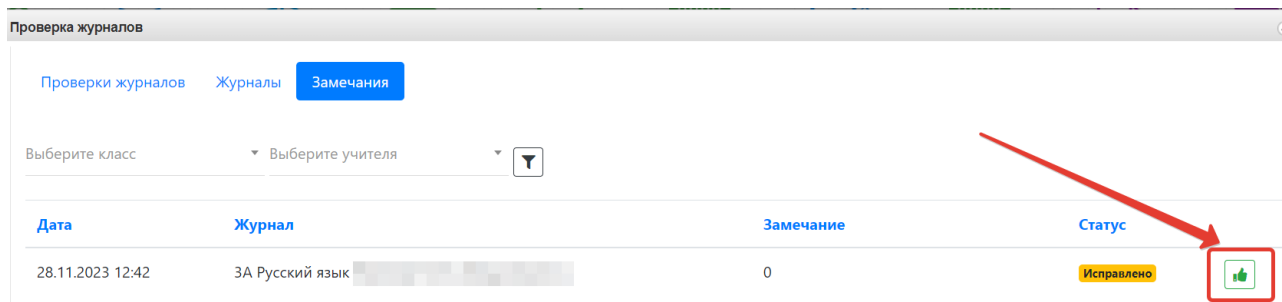 Проверка журналов
Проверки журналов Журналы Замечания
Выберите класс Выберите учителя
Дата Журнал Замечание Статус
28.11.2023 12:42 3А Русский язык 0 Исправлено